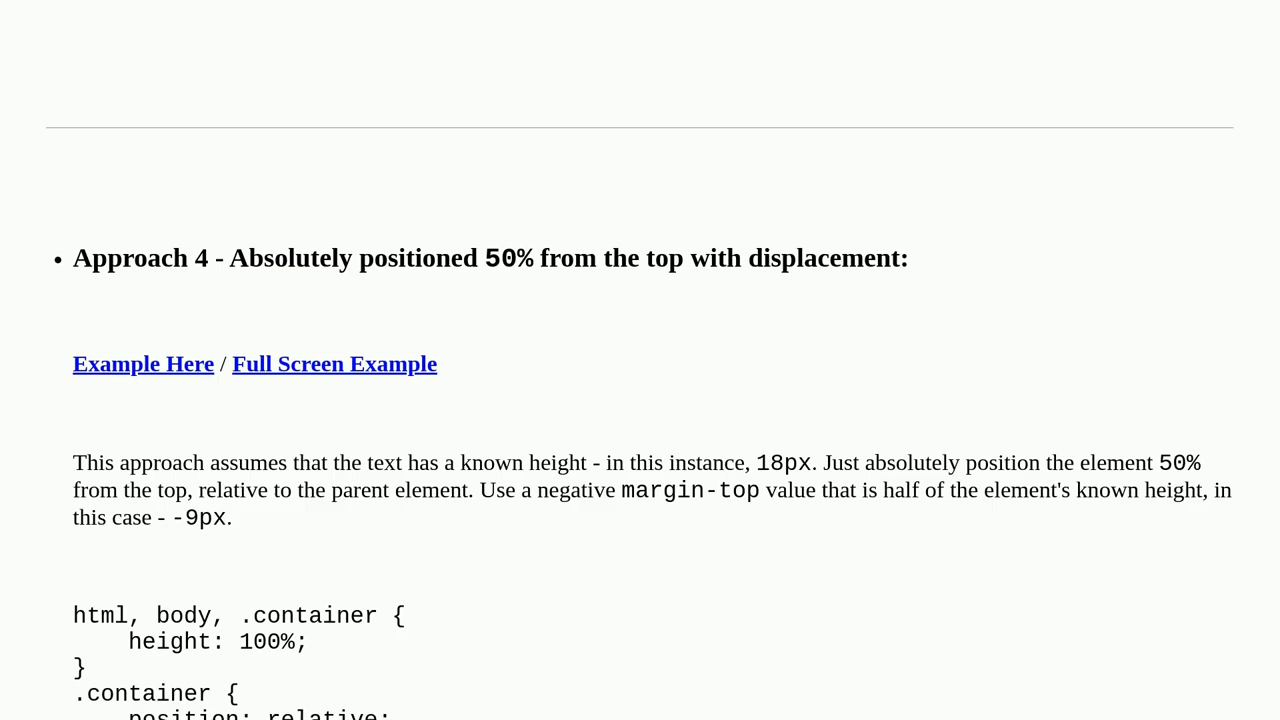 • Approach 4 - Absolutely positioned 50% from the top with displacement:
Example Here / Full Screen Example
This approach assumes that the text has a known height - in this instance, 18px. Just absolutely position the element 50%
from the top, relative to the parent element. Use a negative margin-top value that is half of the element's known height, in
this case - -9px.
html, body, .container {
    height: 100%;
}
.container {
    position: relative;